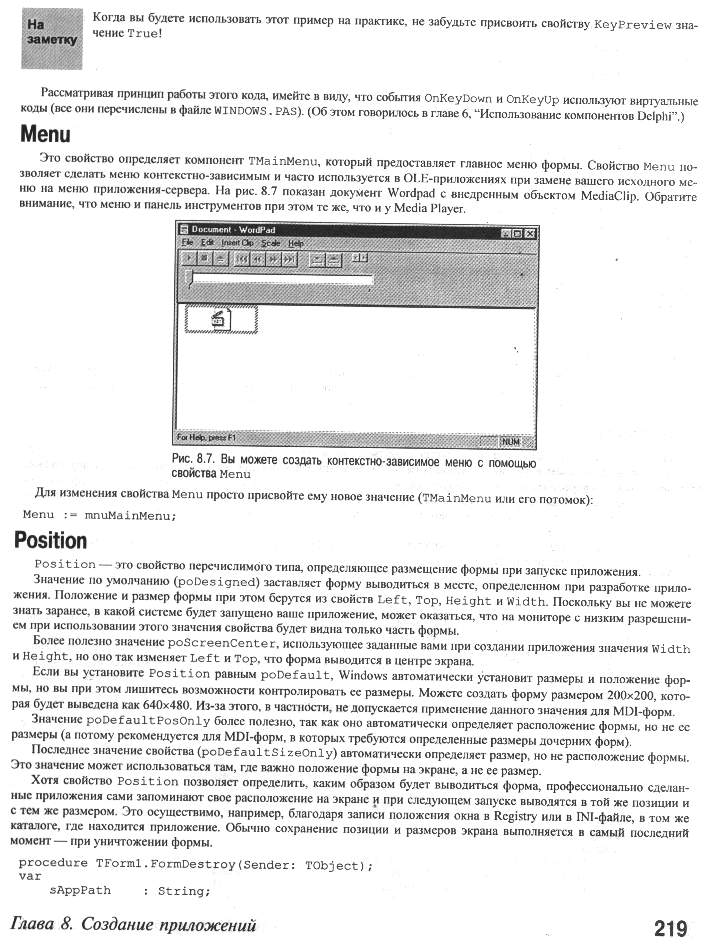 На
заметку
Когда вы будете использовать этот пример на практике, не забудьте присвоить свойству KeyPreview зна-
чение True!
Рассматривая принцип работы этого кода, имейте в виду, что события OnKeyDown и OnKeyUp используют виртуальные
коды (все они перечислены в файле WINDOWS.PAS). (Об этом говорилось в главе 6, “Использование компонентов Delphi”.)
Menu
Это свойство определяет компонент TMainMenu, который предоставляет главное меню формы. Свойство Menu по-
зволяет сделать меню контекстно-зависимым и часто используется в OLE-приложениях при замене вашего исходного ме-
ню на меню приложения-сервера. На рис. 8.7 показан документ Wordpad с внедренным объектом MediaClip. Обратите
внимание, что меню и панель инструментов при этом те же, что и у Media Player.
Document - WordPad
File Edit Insert Clip Scale Help
For Help, press F1
NUM
Рис. 8.7. Вы можете создать контекстно-зависимое меню с помощью
свойства Menu
Для изменения свойства Menu просто присвойте ему новое значение (TMainMenu или его потомок):
Menu := mnuMainMenu;
Position
Position — это свойство перечислимого типа, определяющее размещение формы при запуске приложения.
Значение по умолчанию (poDesigned) заставляет форму выводиться в месте, определенном при разработке прило-
жения. Положение и размер формы при этом берутся из свойств Left, Top, Height и Width. Поскольку вы не можете
знать заранее, в какой системе будет запущено ваше приложение, может оказаться, что на мониторе с низким разрешени-
ем при использовании этого значения свойства будет видна только часть формы.
Более полезно значение poScreenCenter, использующее заданные вами при создании приложения значения Width
и Height, но оно так изменяет Left и Top, что форма выводится в центре экрана.
Если вы установите Position равным poDefault, Windows автоматически установит размеры и положение фор-
мы, но вы при этом лишитесь возможности контролировать ее размеры. Можете создать форму размером 200×200, кото-
рая будет выведена как 640×480. Из-за этого, в частности, не допускается применение данного значения для MDI-форм.
Значение poDefaultPosOnly более полезно, так как оно автоматически определяет расположение формы, но не ее
размеры (а потому рекомендуется для MDI-форм, в которых требуются определенные размеры дочерних форм).
Последнее значение свойства (poDefaultSizeOnly) автоматически определяет размер, но не расположение формы.
Это значение может использоваться там, где важно положение формы на экране, а не ее размер.
Хотя свойство Position позволяет определить, каким образом будет выводиться форма, профессионально сделан-
ные приложения сами запоминают свое расположение на экране и при следующем запуске выводятся в той же позиции и
с тем же размером. Это осуществимо, например, благодаря записи положения окна в Registry или в INI-файле, в том же
каталоге, где находится приложение. Обычно сохранение позиции и размеров экрана выполняется в самый последний
момент — при уничтожении формы.
procedure TForm1.FormDestroy(Sender: TObject);
var
sAppPath : String;
Глава 8. Создание приложений
219